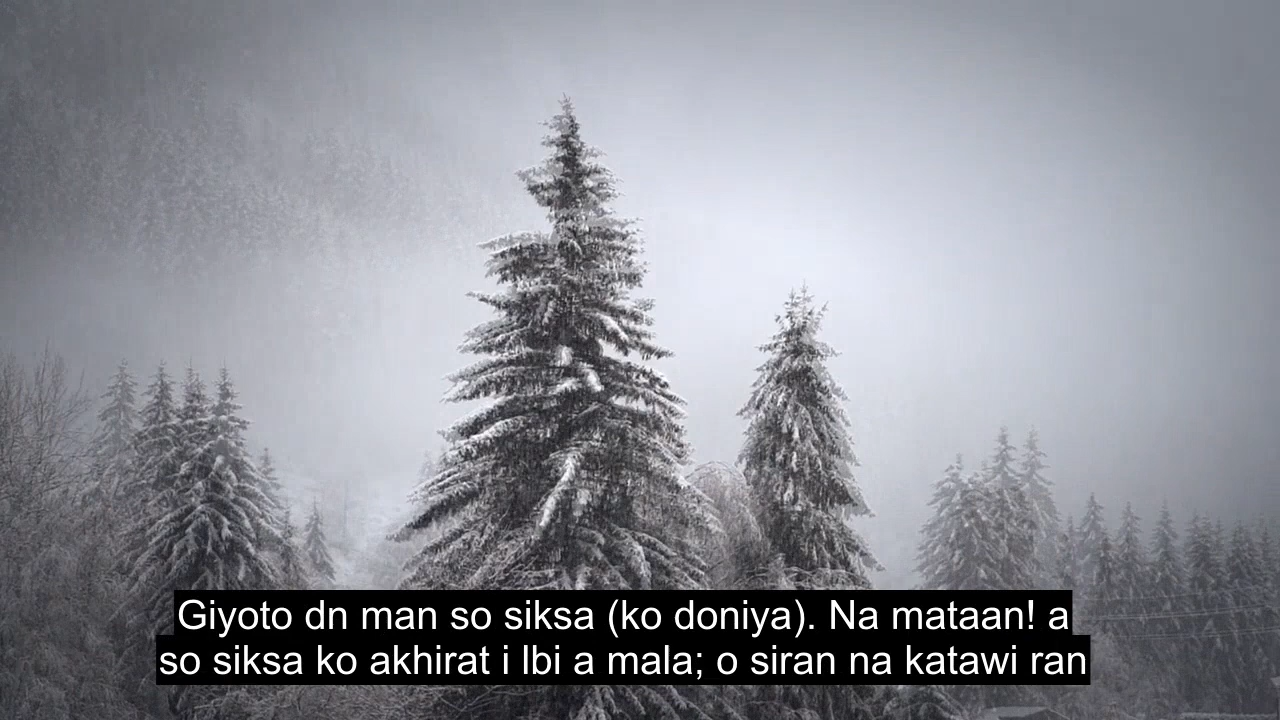 Giyoto dn man so siksa (ko doniya). Na mataan! a
so siksa ko akhirat i lbi a mala; o siran na katawi ran